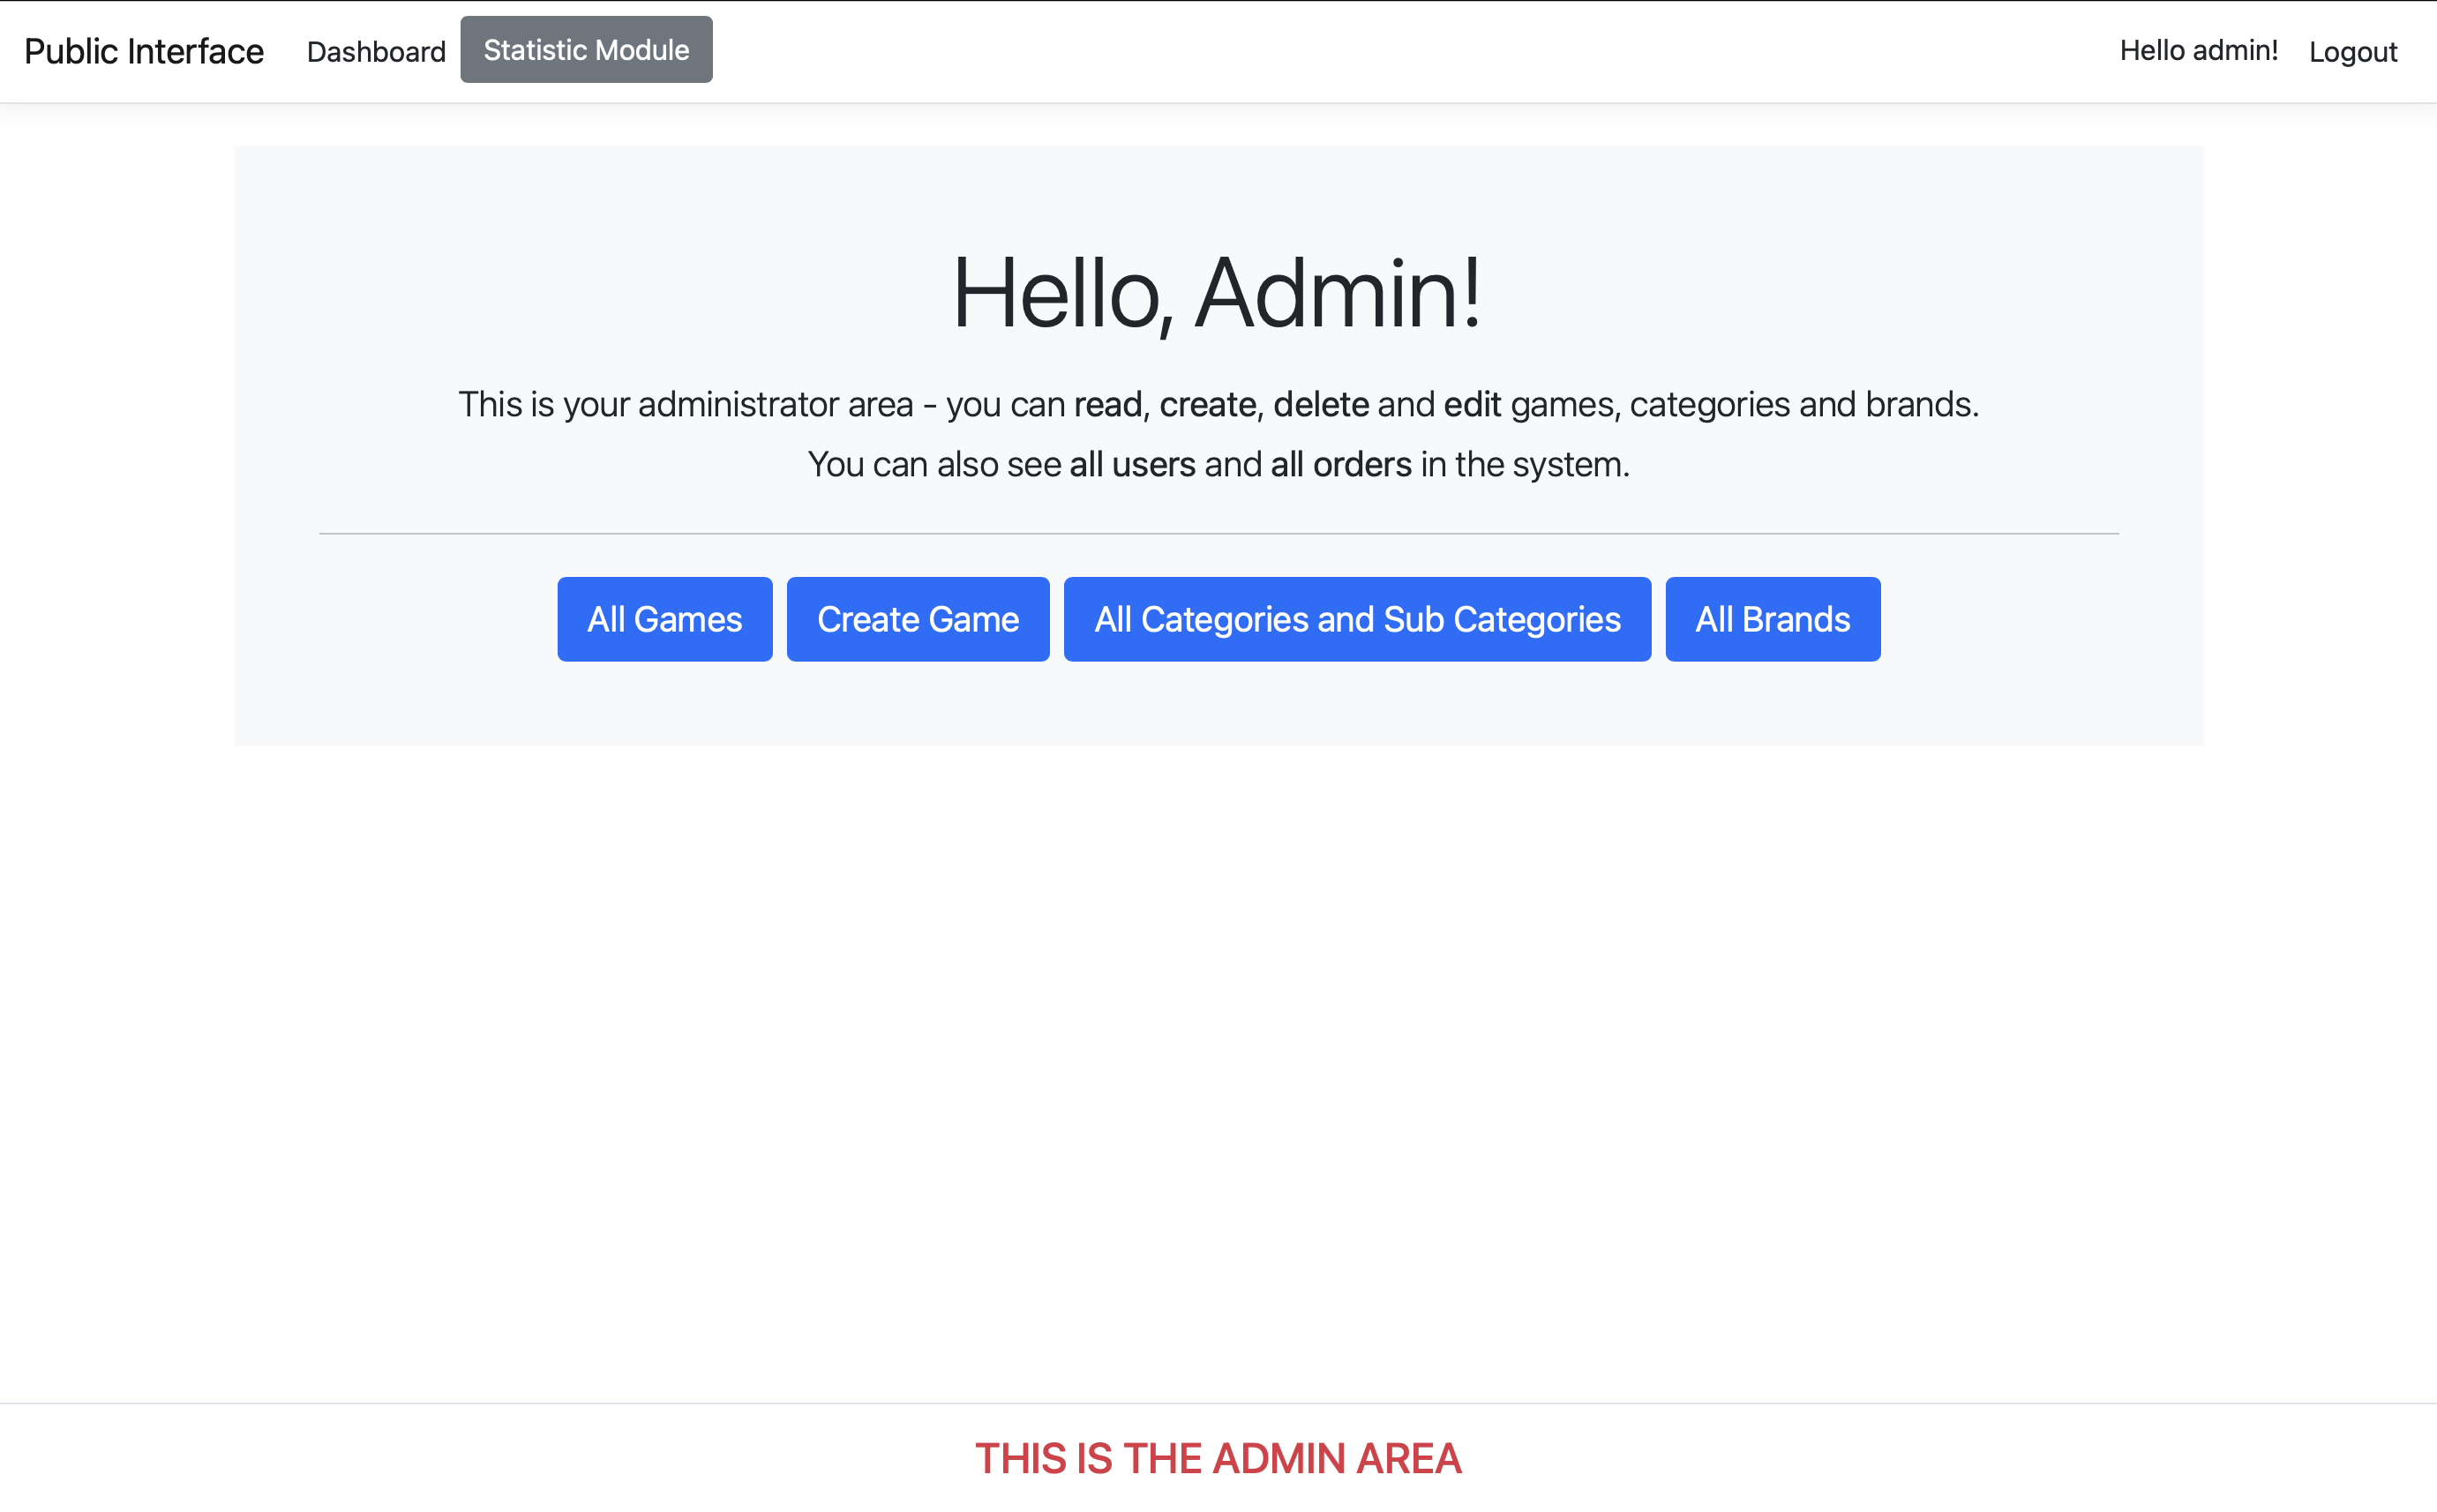 Public Interface Dashboard Statistic Module Hello admin! Logout
Hello, Admin!
This is your administrator area - you can read, create, delete and edit games, categories and brands.
You can also see all users and all orders in the system.
All Games Create Game All Categories and Sub Categories All Brands
THIS IS THE ADMIN AREA